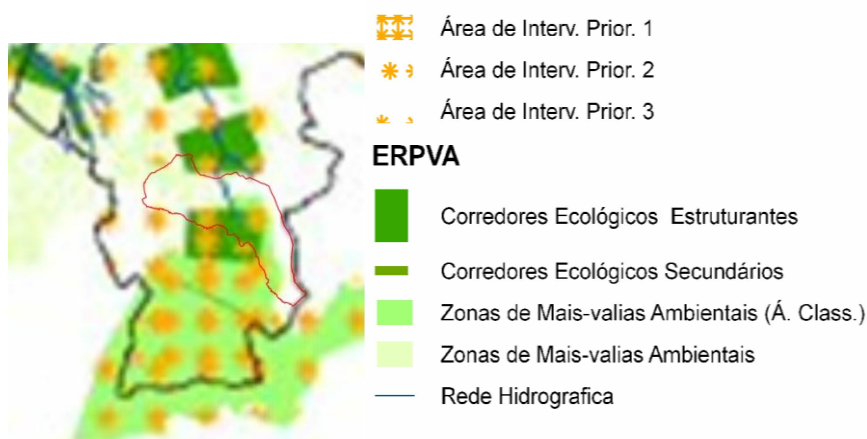 Área de Interv. Prior. 1
Área de Interv. Prior. 2
Área de Interv. Prior. 3
ERPVA
Corredores Ecológicos Estruturantes
Corredores Ecológicos Secundários
Zonas de Mais-valias Ambientais (Á. Class.)
Zonas de Mais-valias Ambientais
Rede Hidrografica